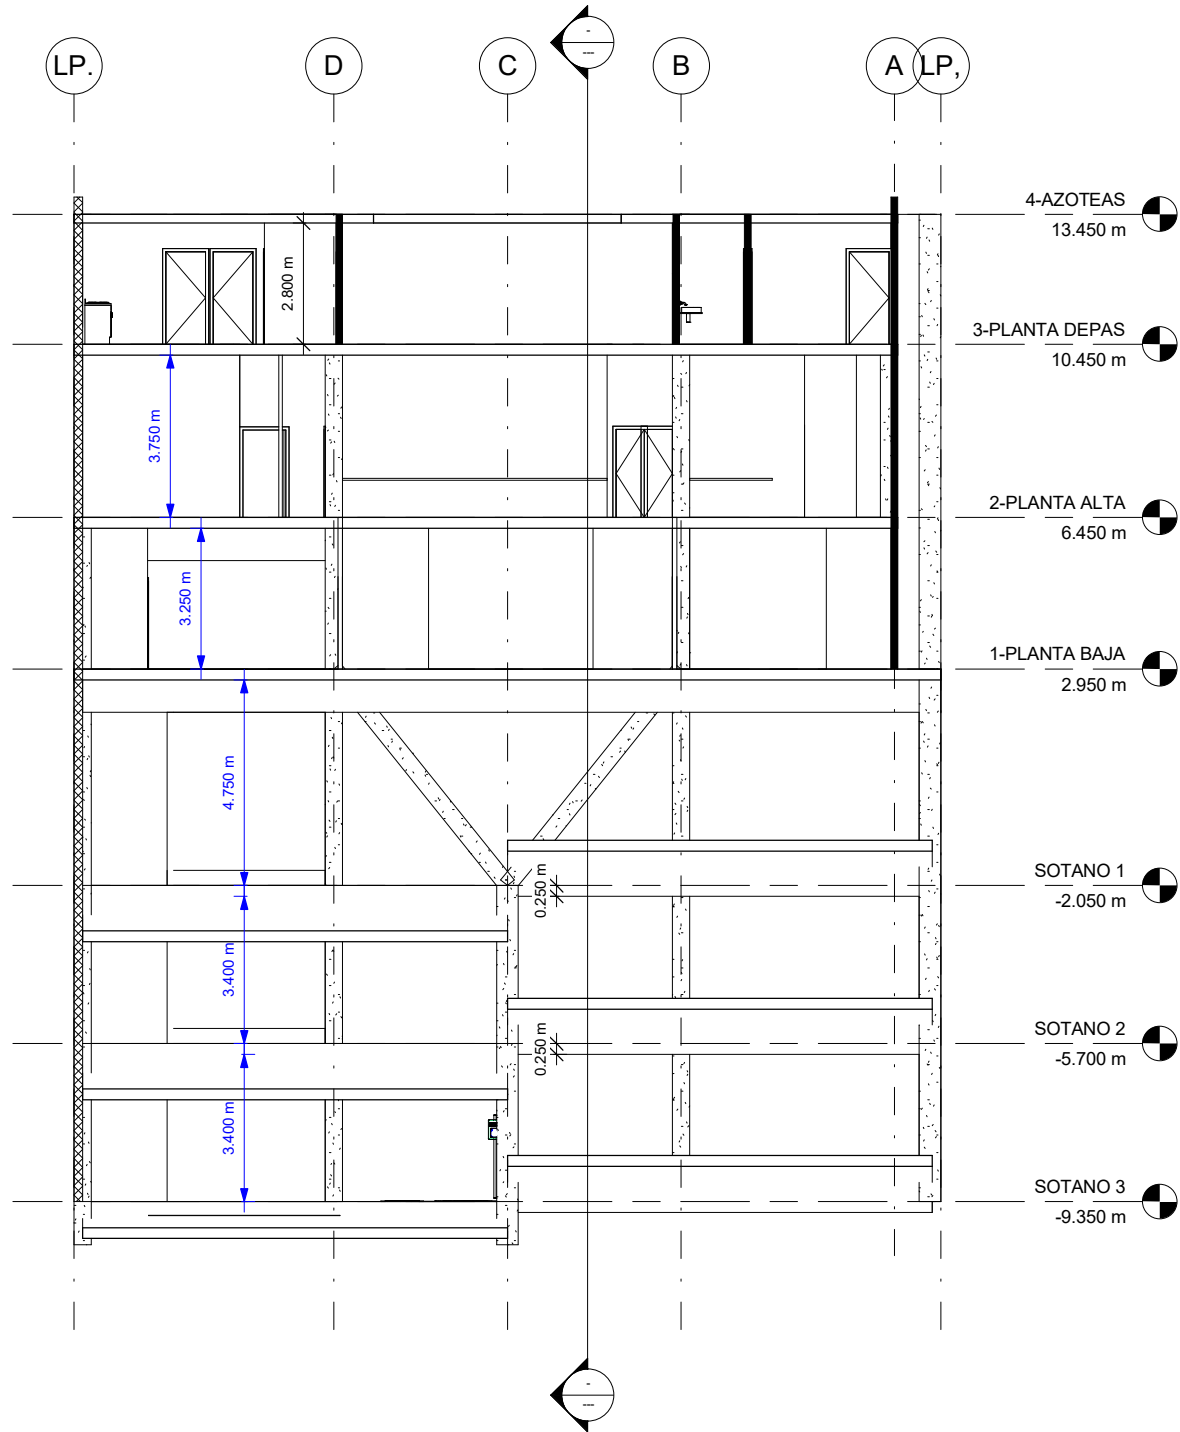 -
---
LP.
D
C
B
A
LP,
4-AZOTEAS
13.450 m
2.800 m
3-PLANTA DEPAS
10.450 m
3.750 m
2-PLANTA ALTA
6.450 m
3.250 m
1-PLANTA BAJA
2.950 m
4.750 m
SOTANO 1
-2.050 m
0.250 m
3.400 m
SOTANO 2
-5.700 m
0.250 m
3.400 m
SOTANO 3
-9.350 m
-
---